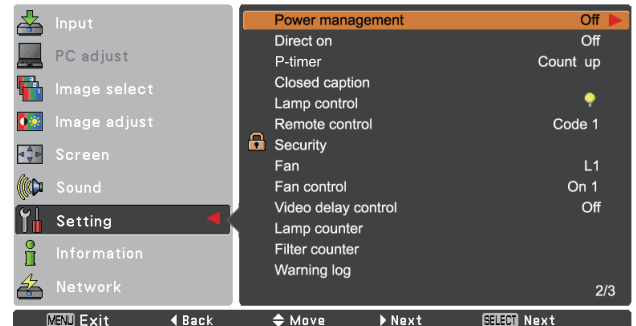 Input
PC adjust
Image select
Image adjust
Screen
Sound
Setting
Information
Network
Power management Off
Direct on Off
P-timer Count up
Closed caption
Lamp control
Remote control Code 1
Security
Fan L1
Fan control On 1
Video delay control Off
Lamp counter
Filter counter
Warning log
2/3
MENU Exit Back Move Next SELECT Next